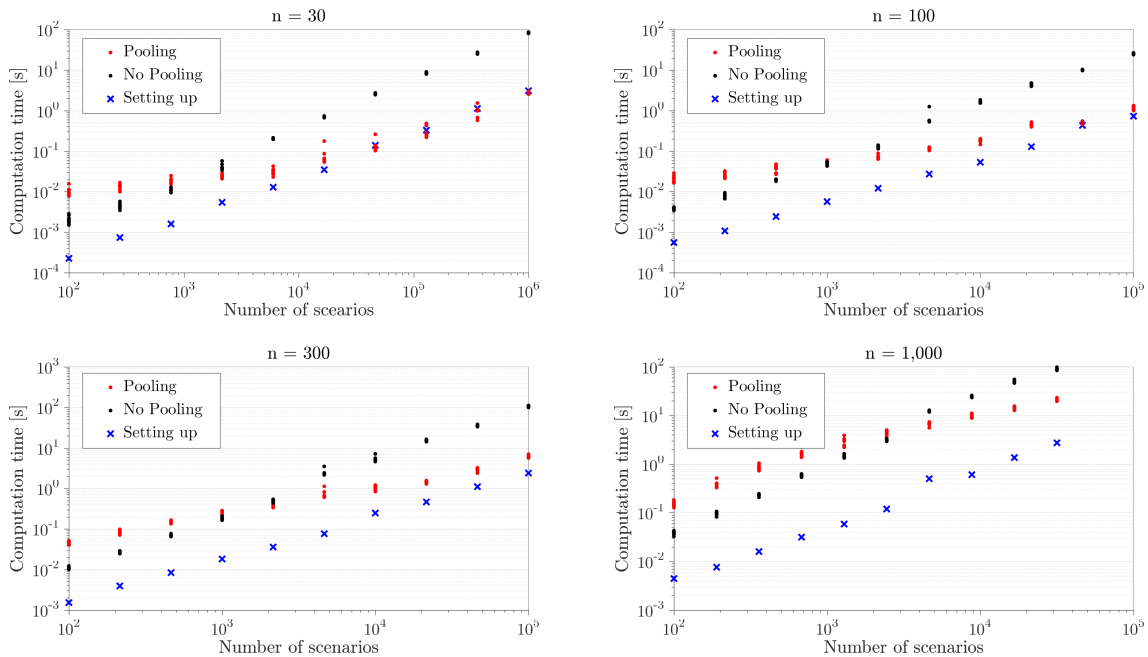 n = 30
10^2
10^1
10^0
10^-1
10^-2
10^-3
10^-4
Computation time [s]
Pooling
No Pooling
Setting up
10^2
10^3
10^4
10^5
10^6
Number of scearios
n = 100
10^2
10^1
10^0
10^-1
10^-2
10^-3
10^-4
Computation time [s]
Pooling
No Pooling
Setting up
10^2
10^3
10^4
10^5
Number of scenarios
n = 300
10^3
10^2
10^1
10^0
10^-1
10^-2
10^-3
Computation time [s]
Pooling
No Pooling
Setting up
10^2
10^3
10^4
10^5
Number of scenarios
n = 1,000
10^2
10^1
10^0
10^-1
10^-2
10^-3
Computation time [s]
Pooling
No Pooling
Setting up
10^2
10^3
10^4
10^5
Number of scenarios